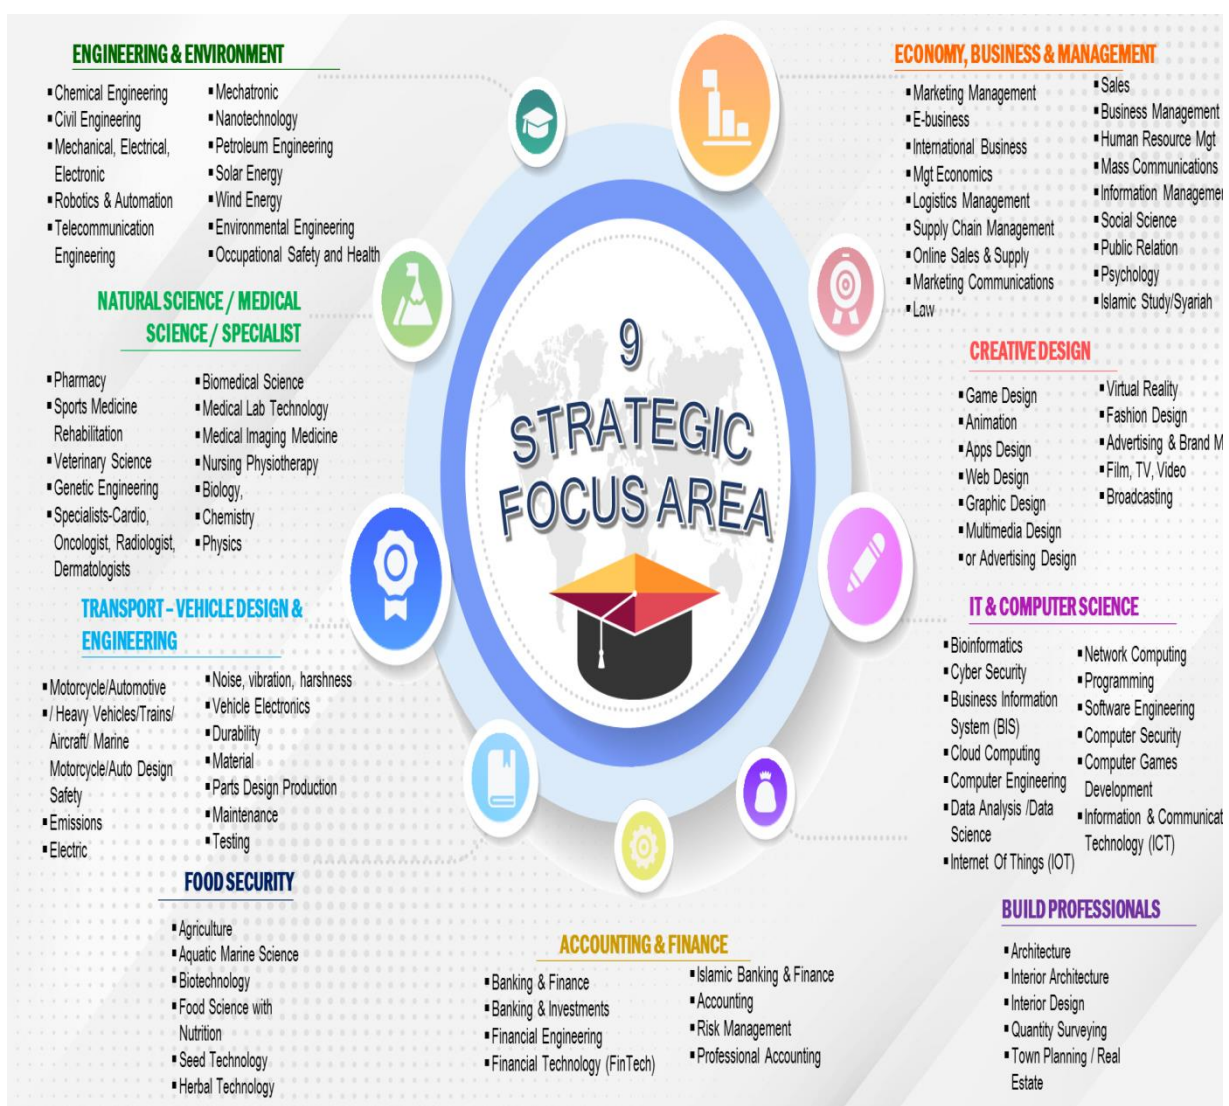 ENGINEERING & ENVIRONMENT
▪Chemical Engineering
▪Civil Engineering
▪Mechanical, Electrical,
Electronic
▪Robotics & Automation
▪Telecommunication
Engineering
▪Mechatronic
▪Nanotechnology
▪Petroleum Engineering
▪Solar Energy
▪Wind Energy
▪Environmental Engineering
▪Occupational Safety and Health
NATURAL SCIENCE / MEDICAL
SCIENCE / SPECIALIST
▪Pharmacy
▪Sports Medicine
Rehabilitation
▪Veterinary Science
▪Genetic Engineering
▪Specialists-Cardio,
Oncologist, Radiologist,
Dermatologists
▪Biomedical Science
▪Medical Lab Technology
▪Medical Imaging Medicine
▪Nursing Physiotherapy
▪Biology,
▪Chemistry
▪Physics
TRANSPORT – VEHICLE DESIGN &
ENGINEERING
▪Motorcycle/Automotive
▪/ Heavy Vehicles/Trains/
Aircraft/ Marine
Motorcycle/Auto Design
Safety
▪Emissions
▪Electric
▪Noise, vibration, harshness
▪Vehicle Electronics
▪Durability
▪Material
▪Parts Design Production
▪Maintenance
▪Testing
FOOD SECURITY
▪Agriculture
▪Aquatic Marine Science
▪Biotechnology
▪Food Science with
Nutrition
▪Seed Technology
▪Herbal Technology
9
STRATEGIC
FOCUS AREA
ACCOUNTING & FINANCE
▪Banking & Finance
▪Banking & Investments
▪Financial Engineering
▪Financial Technology (FinTech)
▪Islamic Banking & Finance
▪Accounting
▪Risk Management
▪Professional Accounting
ECONOMY, BUSINESS & MANAGEMENT
▪Marketing Management
▪E-business
▪International Business
▪Mgt Economics
▪Logistics Management
▪Supply Chain Management
▪Online Sales & Supply
▪Marketing Communications
▪Law
▪Sales
▪Business Management
▪Human Resource Mgt
▪Mass Communications
▪Information Managemen
▪Social Science
▪Public Relation
▪Psychology
▪Islamic Study/Syariah
CREATIVE DESIGN
▪Game Design
▪Animation
▪Apps Design
▪Web Design
▪Graphic Design
▪Multimedia Design
▪or Advertising Design
▪Virtual Reality
▪Fashion Design
▪Advertising & Brand M
▪Film, TV, Video
▪Broadcasting
IT & COMPUTER SCIENCE
▪Bioinformatics
▪Cyber Security
▪Business Information
System (BIS)
▪Cloud Computing
▪Computer Engineering
▪Data Analysis /Data
Science
▪Internet Of Things (IOT)
▪Network Computing
▪Programming
▪Software Engineering
▪Computer Security
▪Computer Games
Development
▪Information & Communicat
Technology (ICT)
BUILD PROFESSIONALS
▪Architecture
▪Interior Architecture
▪Interior Design
▪Quantity Surveying
▪Town Planning / Real
Estate